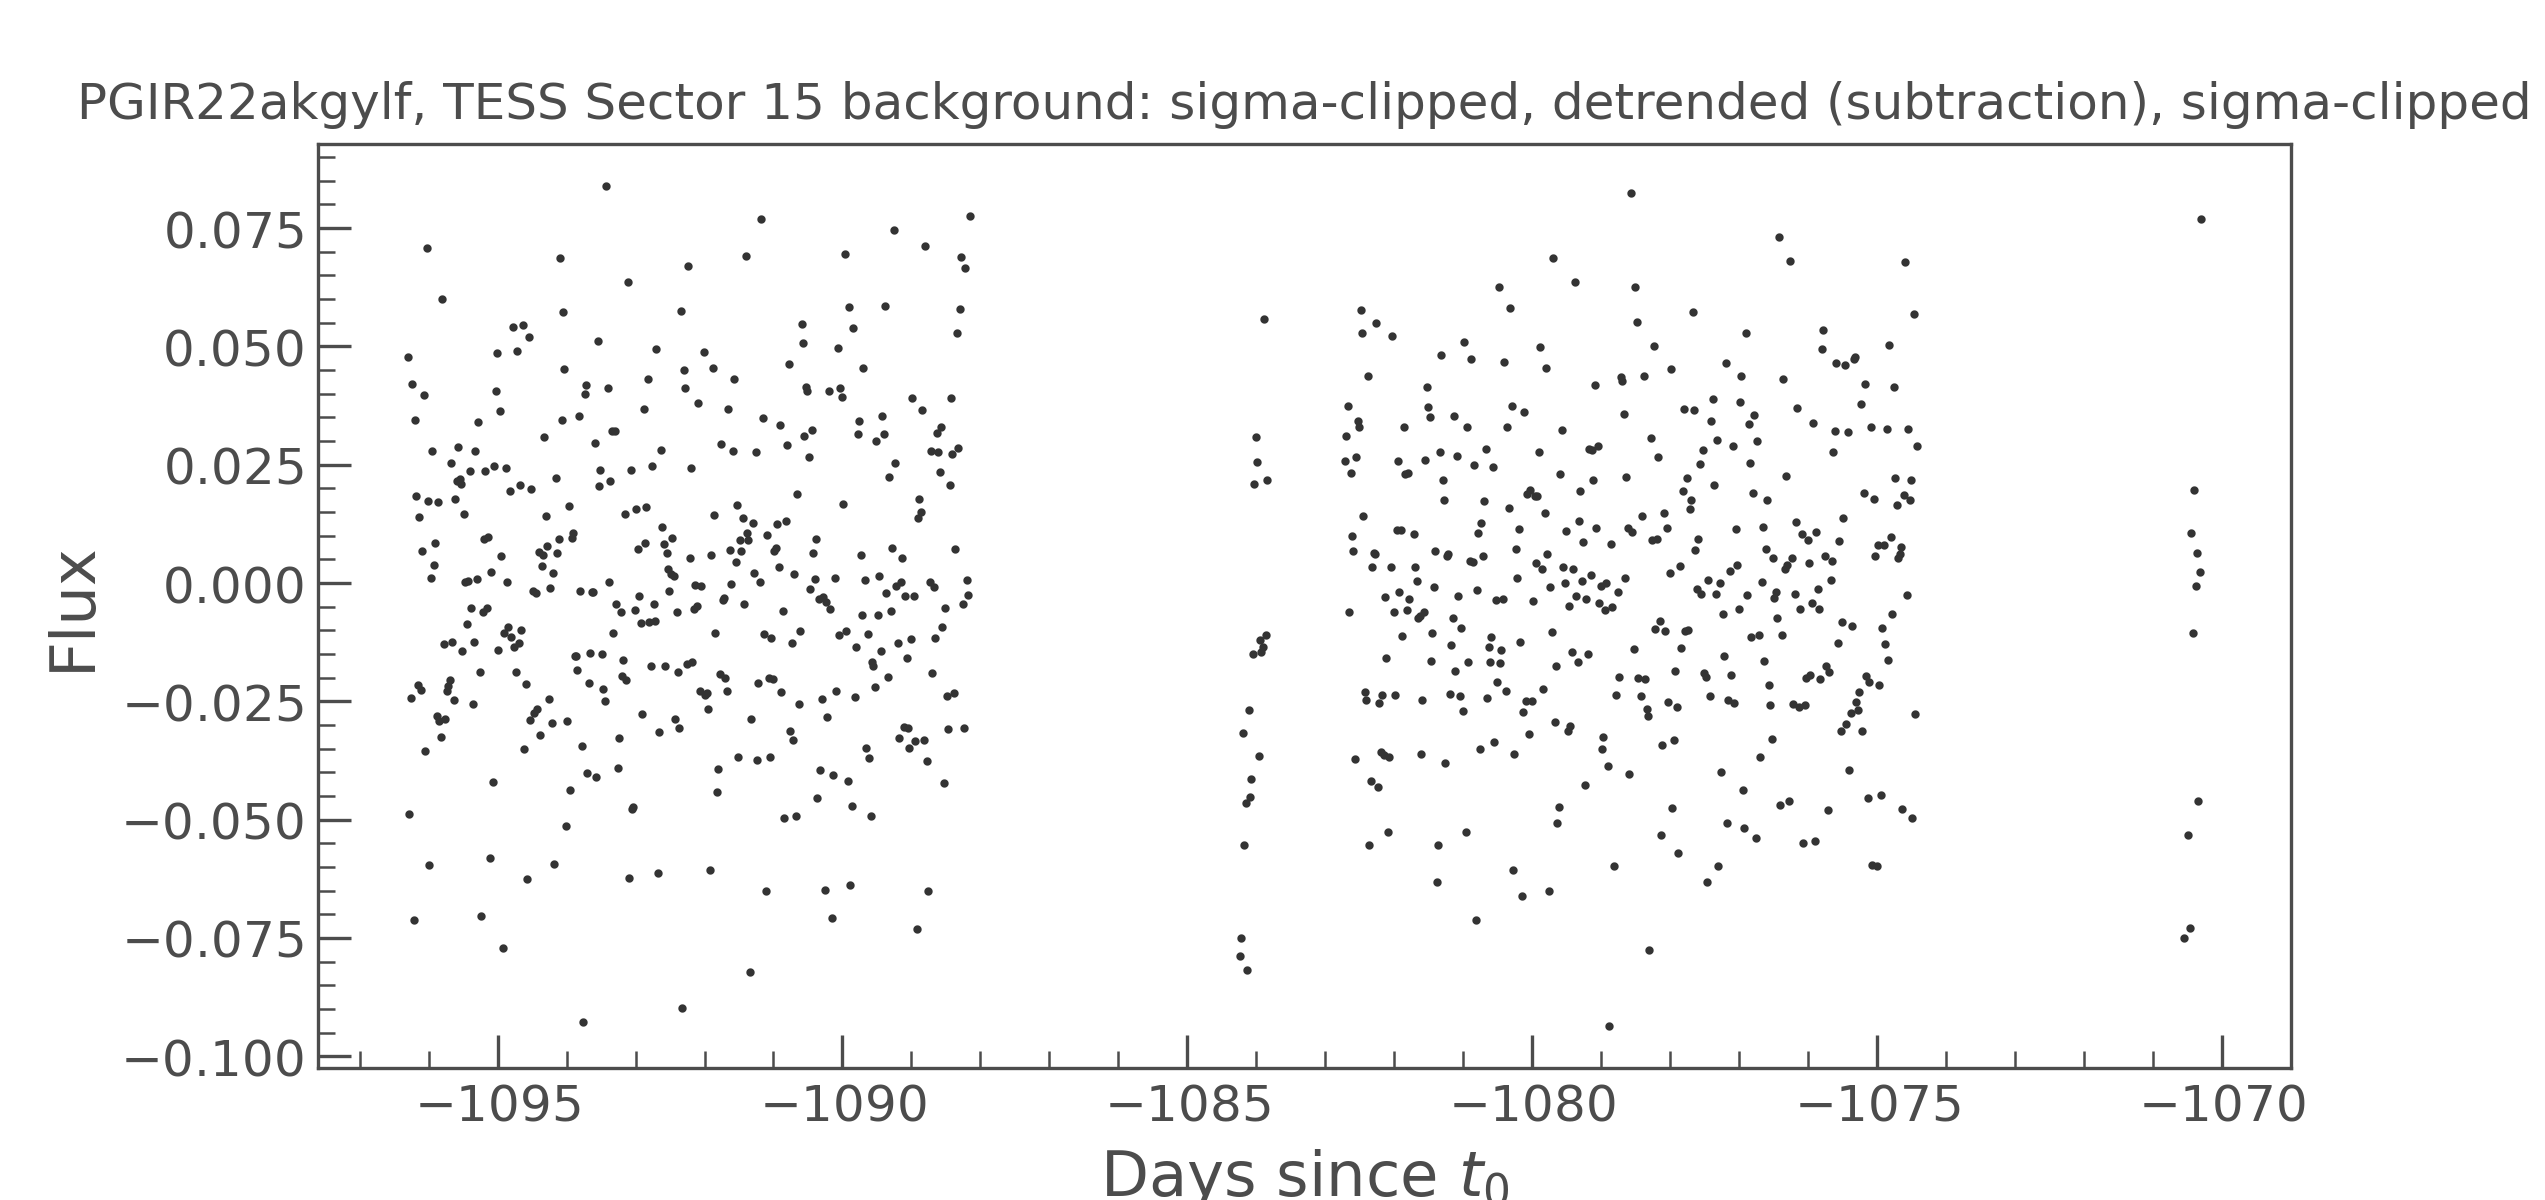 PGIR22akgylf, TESS Sector 15 background: sigma-clipped, detrended (subtraction), sigma-clipped
Flux
0.075
0.050
0.025
0.000
−0.025
−0.050
−0.075
−0.100
−1095 −1090 −1085 −1080 −1075 −1070
Days since t0